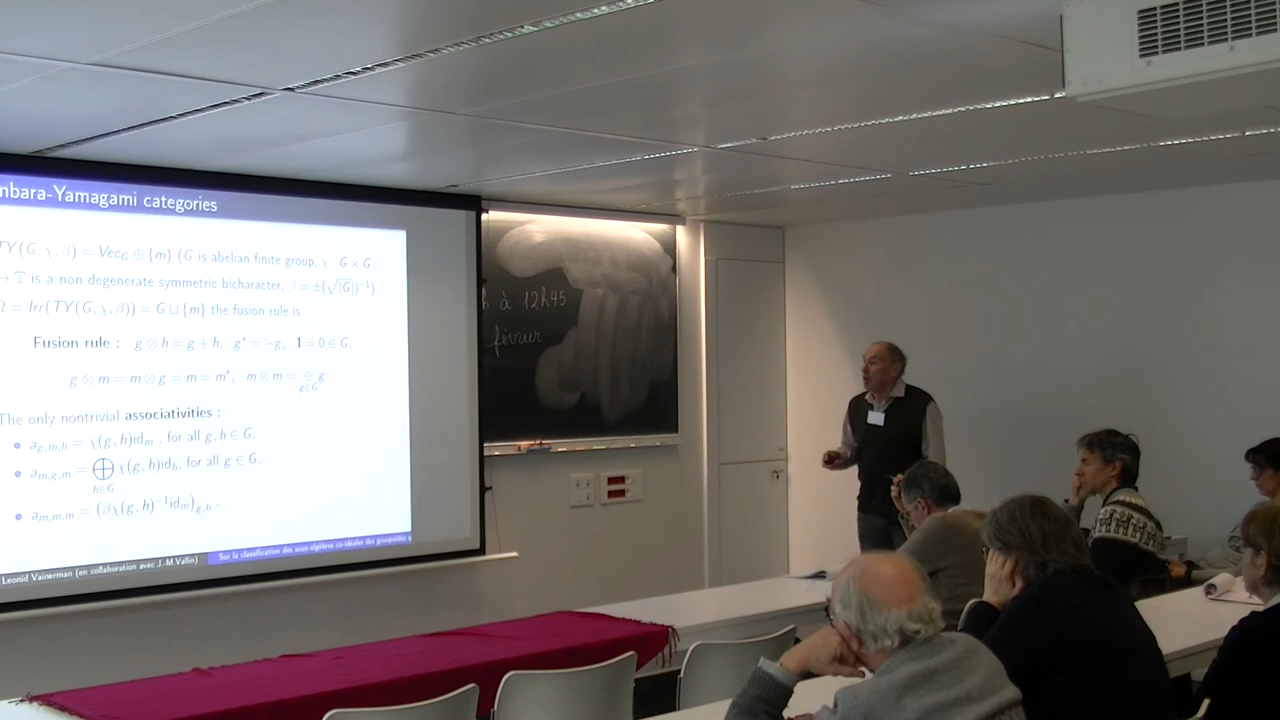 nbara-Yamagami categories
TY(G, χ, β) = Vec_G ⊕ {m} (G is abelian finite group, χ : G × G
→ 𝕋 is a non degenerate symmetric bicharacter, β = ±(√|G|)⁻¹)
Ω = Irr(TY(G, χ, β)) = G ⊔ {m} the fusion rule is
Fusion rule : g ⊗ h = g + h, g* = −g, 1 = 0 ∈ G,
g ⊗ m = m ⊗ g = m = m*, m ⊗ m = ⊕_{g∈G} g
The only nontrivial associativities :
• a_{g,m,h} = χ(g, h)id_m , for all g, h ∈ G,
• a_{m,g,m} = ⊕_{h∈G} χ(g, h)id_h, for all g ∈ G,
• a_{m,m,m} = (βχ(g, h)⁻¹id_m)_{g,h} ,
Leonid Vainerman (en collaboration avec J.-M.Vallin)
Sur la classification des sous algèbres co-idéales des groupoïdes
h à 12h45
février